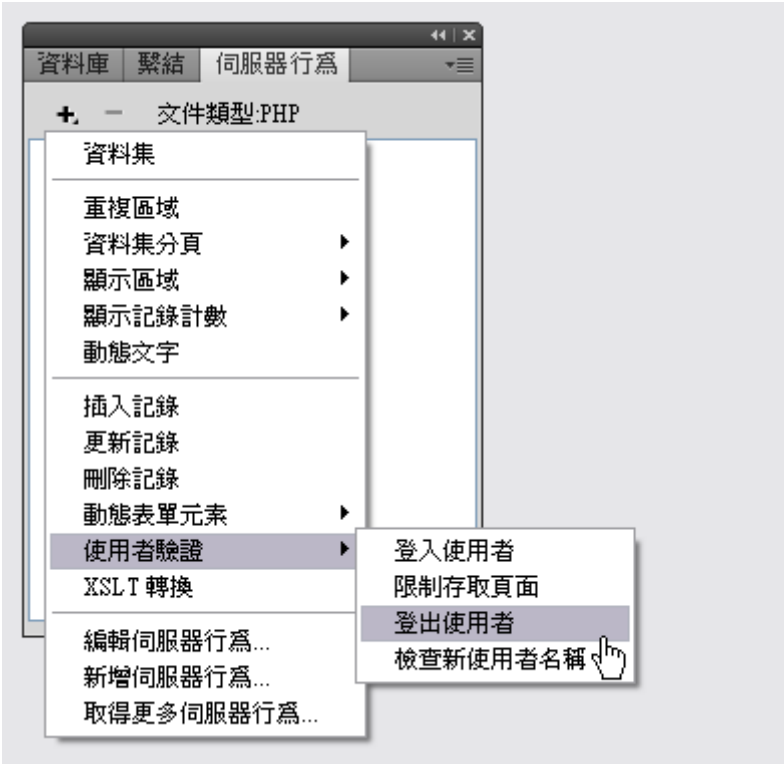 資料庫 繫結 伺服器行為
文件類型:PHP
資料集
重複區域
資料集分頁
顯示區域
顯示記錄計數
動態文字
插入記錄
更新記錄
刪除記錄
動態表單元素
使用者驗證
XSLT 轉換
編輯伺服器行為...
新增伺服器行為...
取得更多伺服器行為...
登入使用者
限制存取頁面
登出使用者
檢查新使用者名稱